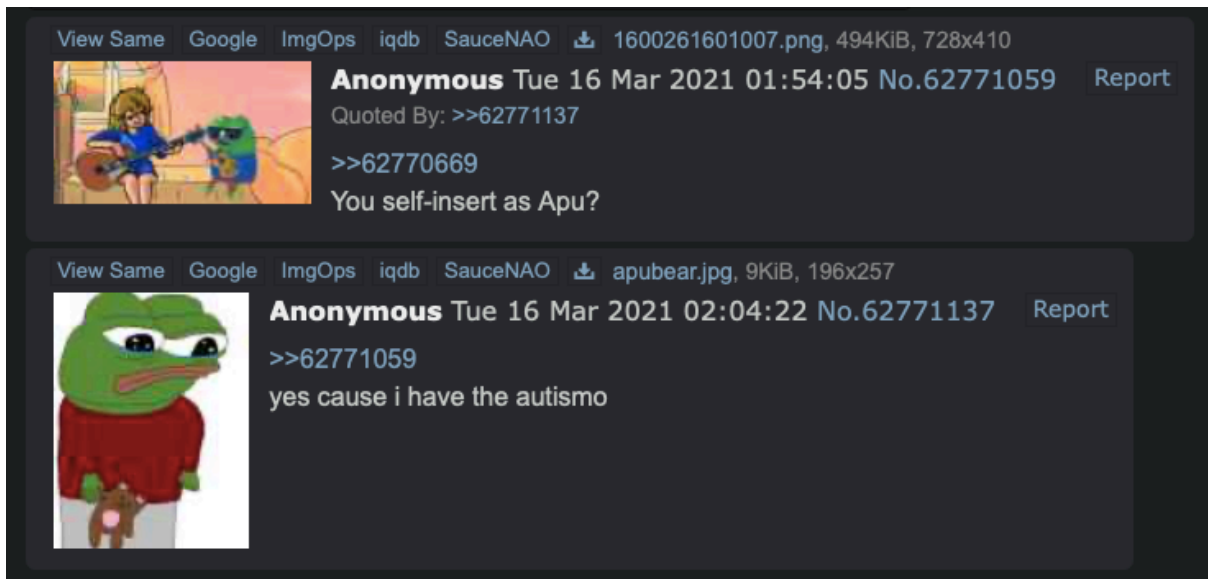 View Same Google ImgOps iqdb SauceNAO 1600261601007.png, 494KiB, 728x410
Anonymous Tue 16 Mar 2021 01:54:05 No.62771059 Report
Quoted By: >>62771137
>>62770669
You self-insert as Apu?
View Same Google ImgOps iqdb SauceNAO apubear.jpg, 9KiB, 196x257
Anonymous Tue 16 Mar 2021 02:04:22 No.62771137 Report
>>62771059
yes cause i have the autismo